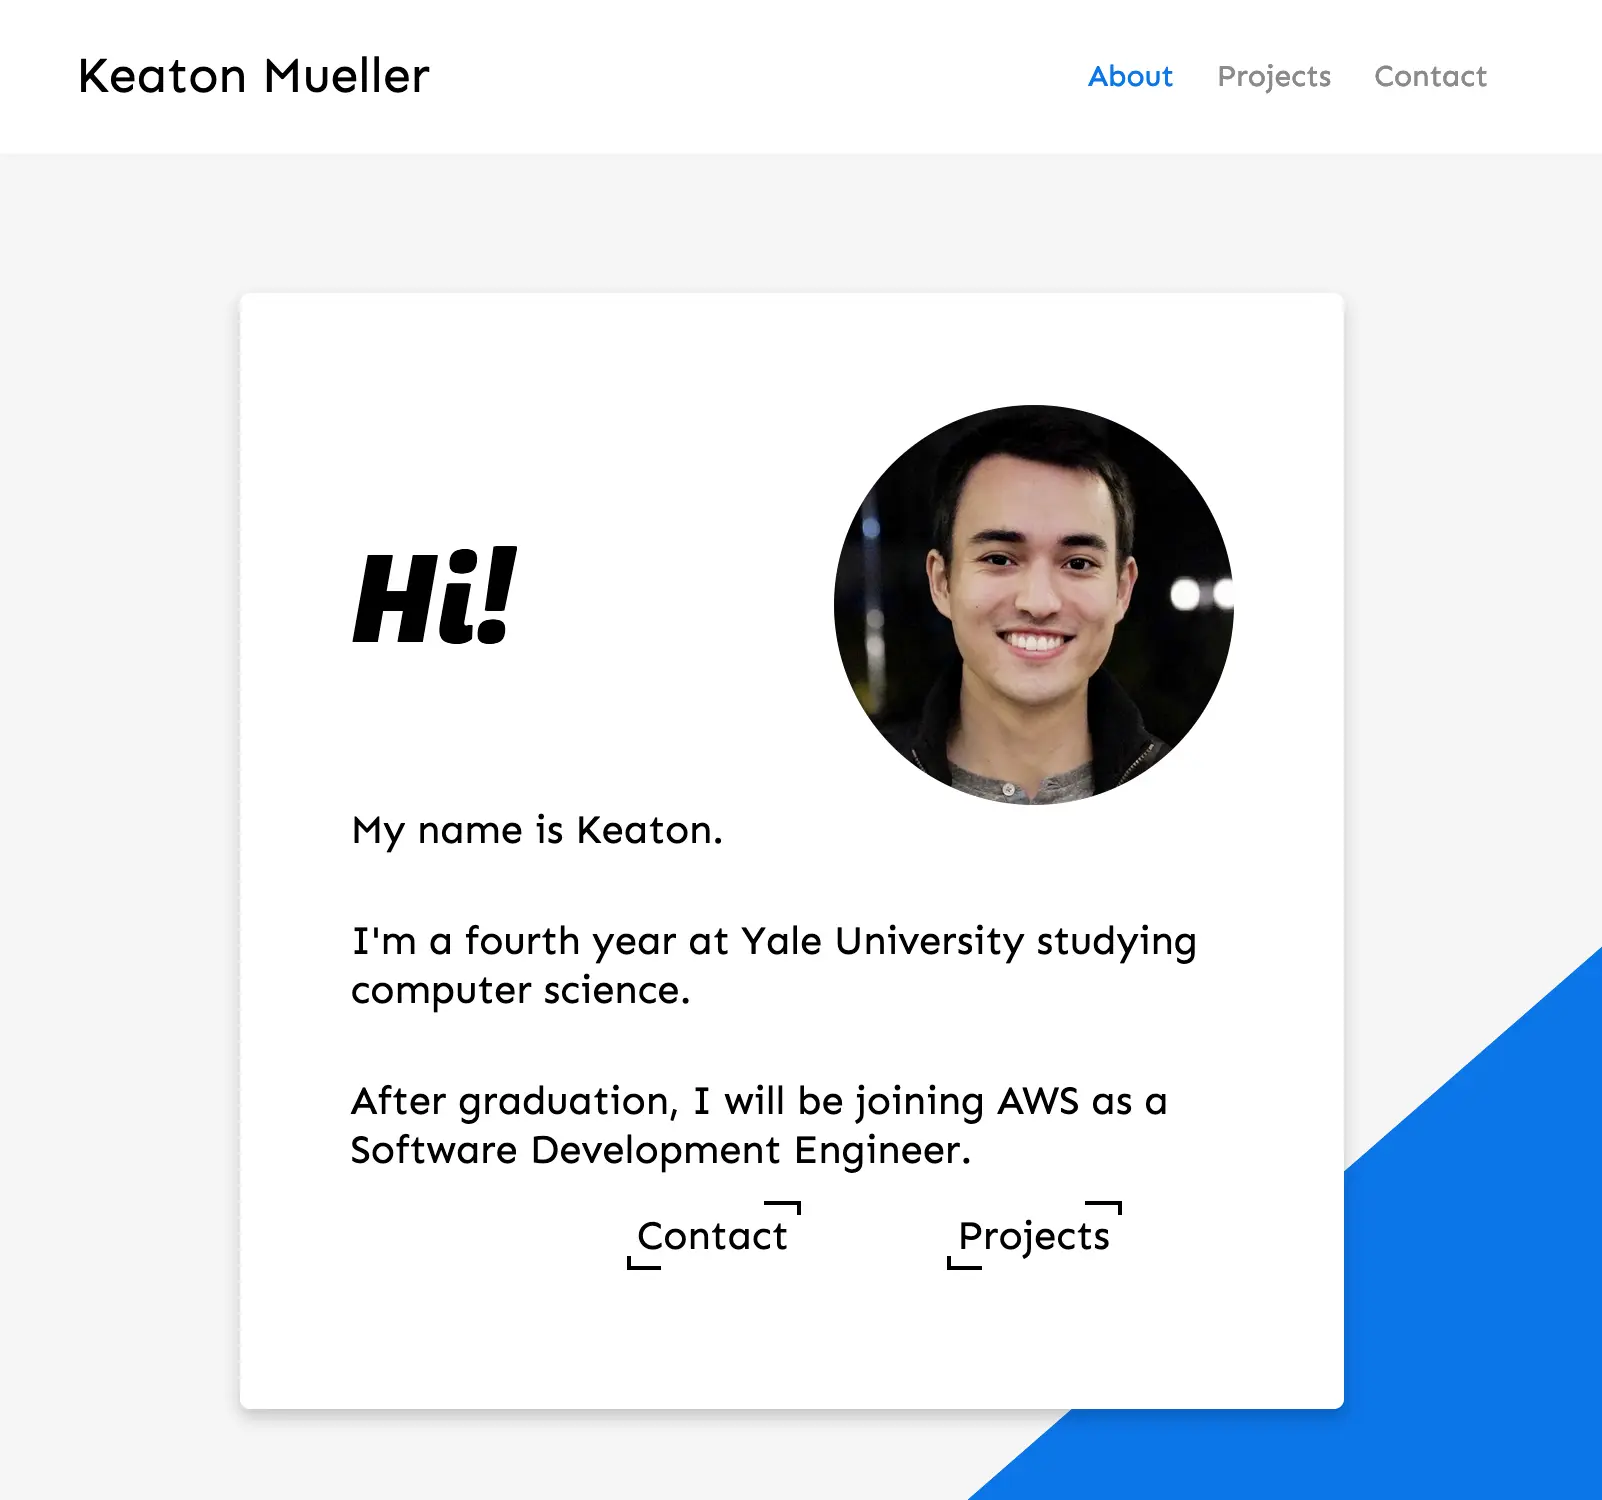 Keaton Mueller
About Projects Contact
Hi!
My name is Keaton.
I'm a fourth year at Yale University studying
computer science.
After graduation, I will be joining AWS as a
Software Development Engineer.
Contact Projects